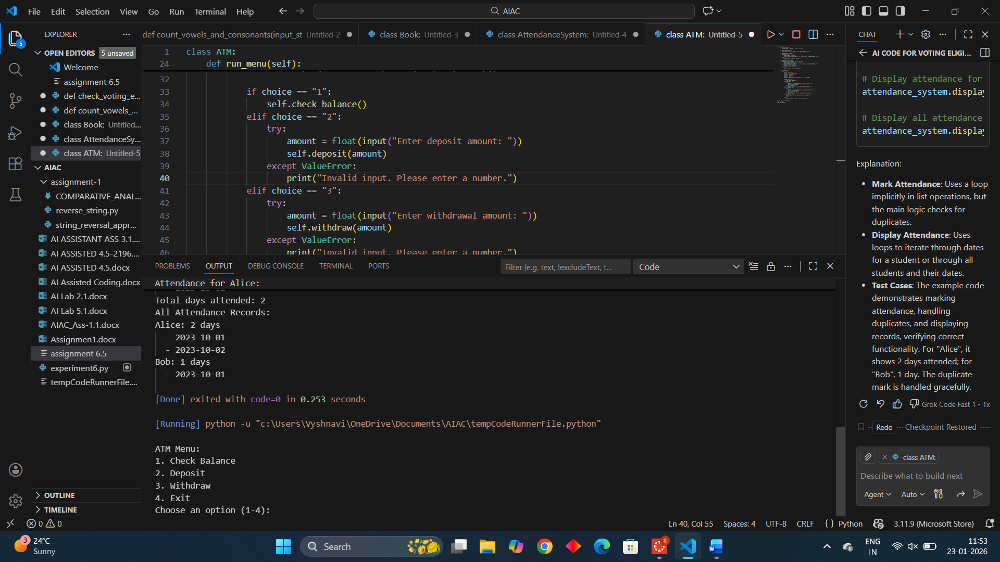 File Edit Selection View Go Run Terminal Help
AIAC
5
EXPLORER
OPEN EDITORS 5 unsaved
Welcome
assignment 6.5
def check_voting_e...
def count_vowels_...
class Book: Untitled...
class AttendanceSy...
class ATM: Untitled-5
AIAC
assignment-1
COMPARATIVE_ANAL...
reverse_string.py
string_reversal_appr...
AI ASSISTANT ASS 3.1....
AI ASSISTED 4.5-2196....
AI ASSISTED 4.5.docx
AI Assisted Coding.docx
AI Lab 2.1.docx
AI Lab 5.1.docx
AIAC_Ass-1.1.docx
Assignmen1.docx
assignment 6.5
experiment6.py
tempCodeRunnerFile....
OUTLINE
TIMELINE
def count_vowels_and_consonants(input_st Untitled-2
class Book: Untitled-3
class AttendanceSystem: Untitled-4
class ATM: Untitled-5
1 class ATM:
24 def run_menu(self):
32
33 if choice == "1":
34 self.check_balance()
35 elif choice == "2":
36 try:
37 amount = float(input("Enter deposit amount: "))
38 self.deposit(amount)
39 except ValueError:
40 print("Invalid input. Please enter a number.")
41 elif choice == "3":
42 try:
43 amount = float(input("Enter withdrawal amount: "))
44 self.withdraw(amount)
45 except ValueError:
46 print("Invalid input. Please enter a number.")
PROBLEMS OUTPUT DEBUG CONSOLE TERMINAL PORTS
Filter (e.g. text, !excludeText, t...
Code
Attendance for Alice:
Total days attended: 2
All Attendance Records:
Alice: 2 days
- 2023-10-01
- 2023-10-02
Bob: 1 days
- 2023-10-01
[Done] exited with code=0 in 0.253 seconds
[Running] python -u "c:\Users\Vyshnavi\OneDrive\Documents\AIAC\tempCodeRunnerFile.python"
ATM Menu:
1. Check Balance
2. Deposit
3. Withdraw
4. Exit
Choose an option (1-4):
CHAT
AI CODE FOR VOTING ELIGI...
# Display attendance for
attendance_system.display
# Display all attendance
attendance_system.display
Explanation:
Mark Attendance: Uses a loop
implicitly in list operations, but
the main logic checks for
duplicates.
Display Attendance: Uses
loops to iterate through dates
for a student or through all
students and their dates.
Test Cases: The example code
demonstrates marking
attendance, handling
duplicates, and displaying
records, verifying correct
functionality. For "Alice", it
shows 2 days attended; for
"Bob", 1 day. The duplicate
mark is handled gracefully.
Grok Code Fast 1 • 1x
Redo Checkpoint Restored
class ATM:
Describe what to build next
Agent Auto
0 0
Ln 40, Col 55 Spaces: 4 UTF-8 CRLF Python 3.11.9 (Microsoft Store)
3
24°C
Sunny
Search
S
W
ENG
IN
11:53
23-01-2026